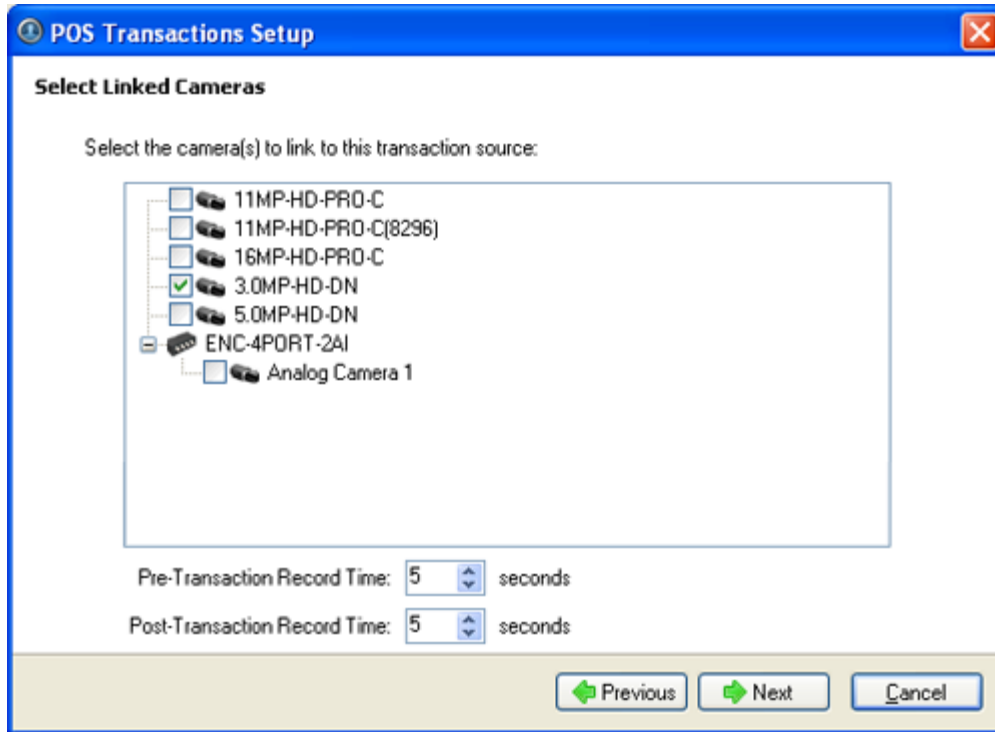 POS Transactions Setup
Select Linked Cameras
Select the camera(s) to link to this transaction source:
11MP-HD-PRO-C
11MP-HD-PRO-C(8296)
16MP-HD-PRO-C
3.0MP-HD-DN
5.0MP-HD-DN
ENC-4PORT-2AI
Analog Camera 1
Pre-Transaction Record Time: 5 seconds
Post-Transaction Record Time: 5 seconds
Previous Next Cancel